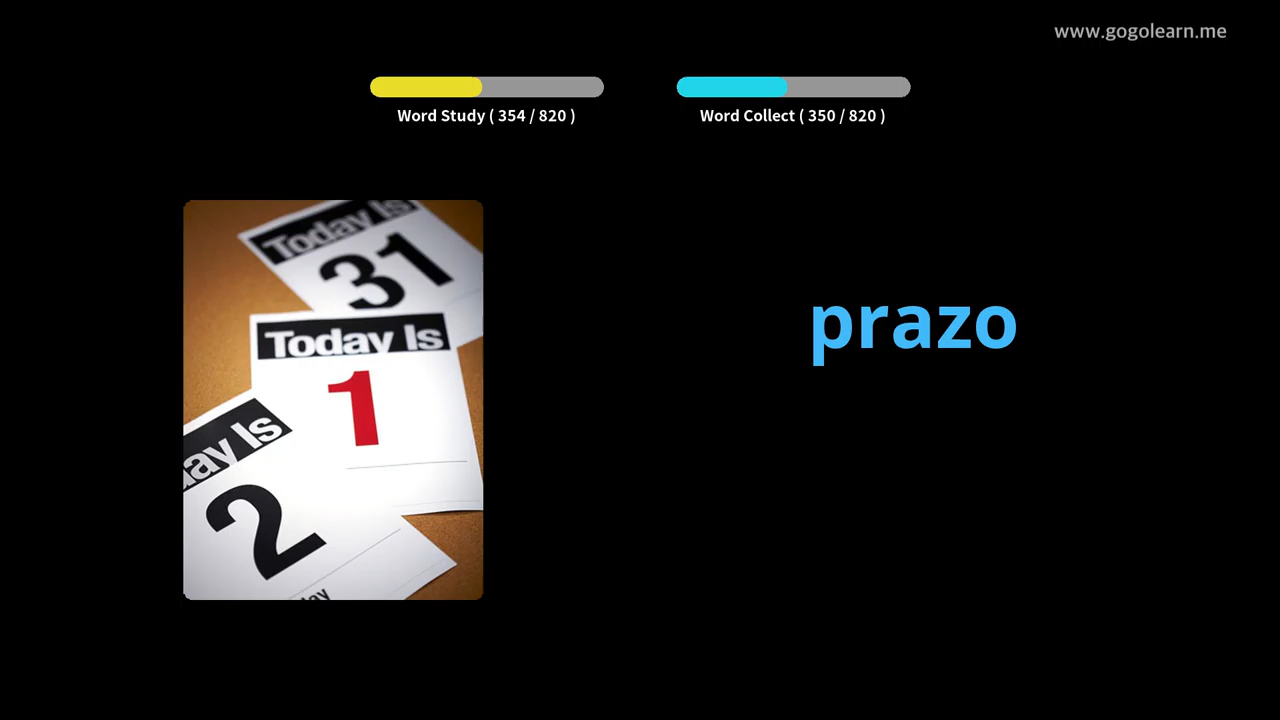 www.gogolearn.me
Word Study ( 354 / 820 )
Word Collect ( 350 / 820 )
Today Is
31
Today Is
1
prazo
ay Is
2